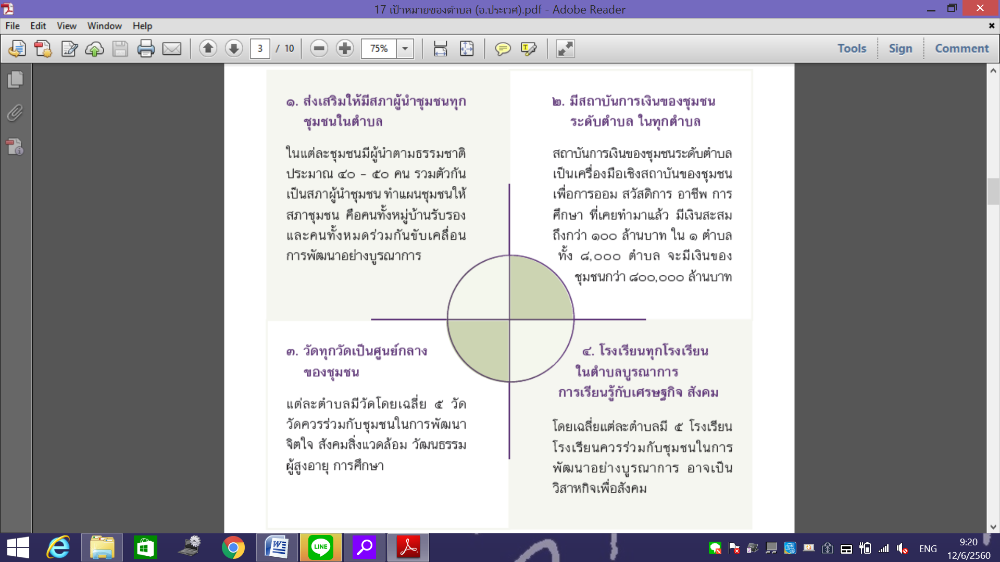 17 เป้าหมายของตำบล (อ.ประเวศ).pdf - Adobe Reader
File Edit View Window Help
3 / 10 75% Tools Sign Comment
๑. ส่งเสริมให้มีสภาผู้นำชุมชนทุก
ชุมชนในตำบล
ในแต่ละชุมชนมีผู้นำตามธรรมชาติ
ประมาณ ๔๐ – ๕๐ คน รวมตัวกัน
เป็นสภาผู้นำชุมชน ทำแผนชุมชนให้
สภาชุมชน คือคนทั้งหมู่บ้านรับรอง
และคนทั้งหมดร่วมกันขับเคลื่อน
การพัฒนาอย่างบูรณาการ
๒. มีสถาบันการเงินของชุมชน
ระดับตำบล ในทุกตำบล
สถาบันการเงินของชุมชนระดับตำบล
เป็นเครื่องมือเชิงสถาบันของชุมชน
เพื่อการออม สวัสดิการ อาชีพ การ
ศึกษา ที่เคยทำมาแล้ว มีเงินสะสม
ถึงกว่า ๑๐๐ ล้านบาท ใน ๑ ตำบล
ทั้ง ๘,๐๐๐ ตำบล จะมีเงินของ
ชุมชนกว่า ๘๐๐,๐๐๐ ล้านบาท
๓. วัดทุกวัดเป็นศูนย์กลาง
ของชุมชน
แต่ละตำบลมีวัดโดยเฉลี่ย ๕ วัด
วัดควรร่วมกับชุมชนในการพัฒนา
จิตใจ สังคมสิ่งแวดล้อม วัฒนธรรม
ผู้สูงอายุ การศึกษา
๔. โรงเรียนทุกโรงเรียน
ในตำบลบูรณาการ
การเรียนรู้กับเศรษฐกิจ สังคม
โดยเฉลี่ยแต่ละตำบลมี ๕ โรงเรียน
โรงเรียนควรร่วมกับชุมชนในการ
พัฒนาอย่างบูรณาการ อาจเป็น
วิสาหกิจเพื่อสังคม
LINE
ENG
9:20
12/6/2560